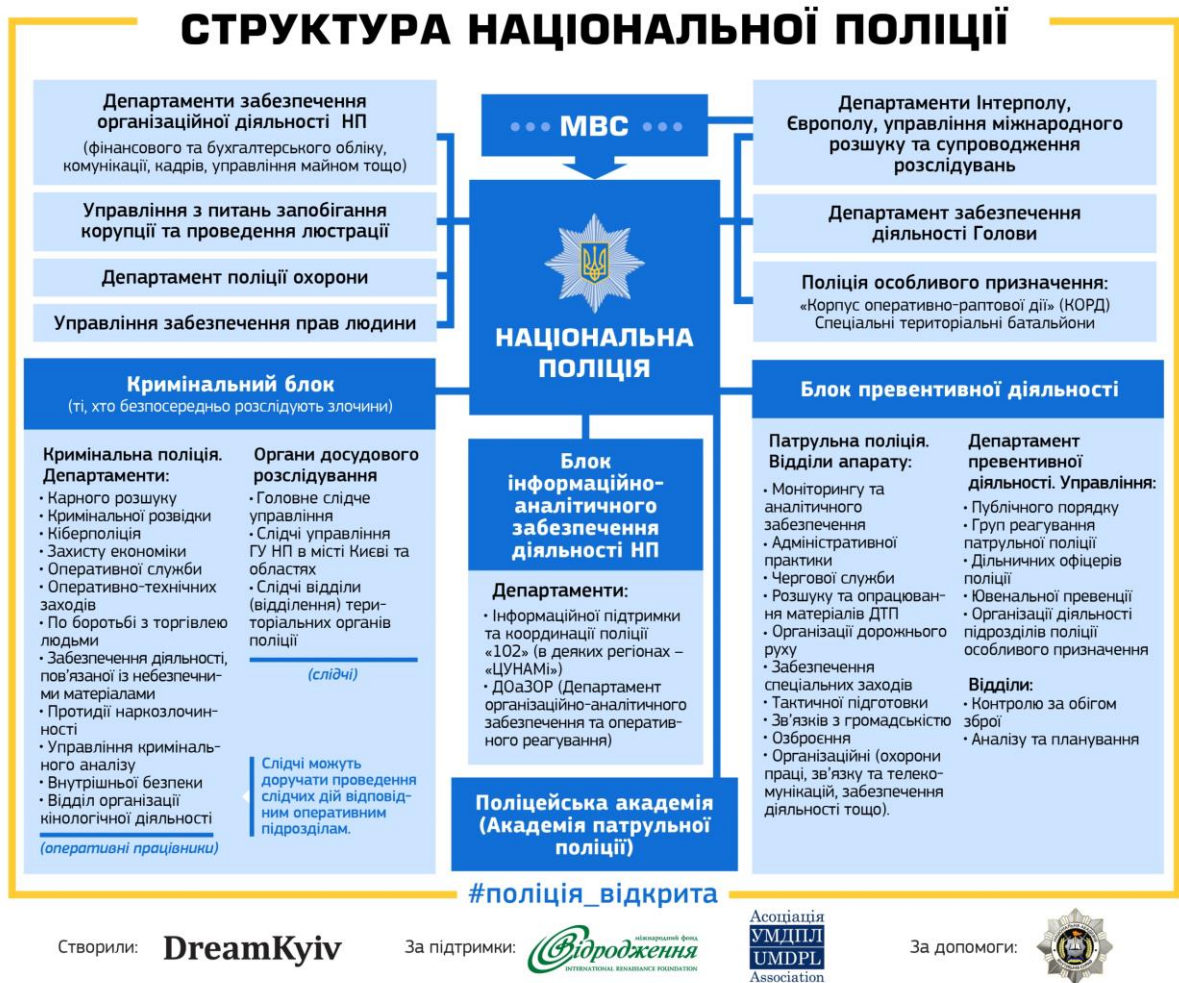 СТРУКТУРА НАЦІОНАЛЬНОЇ ПОЛІЦІЇ
Департаменти забезпечення
організаційної діяльності НП
(фінансового та бухгалтерського обліку,
комунікації, кадрів, управління майном тощо)
Управління з питань запобігання
корупції та проведення люстрації
Департамент поліції охорони
Управління забезпечення прав людини
МВС
НАЦІОНАЛЬНА
ПОЛІЦІЯ
Департаменти Інтерполу,
Європолу, управління міжнародного
розшуку та супроводження
розслідувань
Департамент забезпечення
діяльності Голови
Поліція особливого призначення:
«Корпус оперативно-раптової дії» (КОРД)
Спеціальні територіальні батальйони
Кримінальний блок
(ті, хто безпосередньо розслідують злочини)
Кримінальна поліція.
Департаменти:
· Карного розшуку
· Кримінальної розвідки
· Кіберполіція
· Захисту економіки
· Оперативної служби
· Оперативно-технічних
заходів
· По боротьбі з торгівлею
людьми
· Забезпечення діяльності,
пов'язаної із небезпечни-
ми матеріалами
· Протидії наркозлочин-
ності
· Управління криміналь-
ного аналізу
· Внутрішньої безпеки
· Відділ організації
кінологічної діяльності
(оперативні працівники)
Органи досудового
розслідування
· Головне слідче
управління
· Слідчі управління
ГУ НП в місті Києві та
областях
· Слідчі відділи
(відділення) тери-
торіальних органів
поліції
(слідчі)
Слідчі можуть
доручати проведення
слідчих дій відповід-
ним оперативним
підрозділам.
Блок
інформаційно-
аналітичного
забезпечення
діяльності НП
Департаменти:
· Інформаційної підтримки
та координації поліції
«102» (в деяких регіонах –
«ЦУНАМі»)
· ДОаЗОР (Департамент
організаційно-аналітичного
забезпечення та оператив-
ного реагування)
Поліцейська академія
(Академія патрульної
поліції)
Блок превентивної діяльності
Патрульна поліція.
Відділи апарату:
· Моніторингу та
аналітичного
забезпечення
· Адміністративної
практики
· Чергової служби
· Розшуку та опрацюван-
ня матеріалів ДТП
· Організації дорожнього
руху
· Забезпечення
спеціальних заходів
· Тактичної підготовки
· Зв'язків з громадськістю
· Озброєння
· Організаційні (охорони
праці, зв'язку та телеко-
мунікацій, забезпечення
діяльності тощо).
Департамент
превентивної
діяльності. Управління:
· Публічного порядку
· Груп реагування
патрульної поліції
· Дільничних офіцерів
поліції
· Ювенальної превенції
· Організації діяльності
підрозділів поліції
особливого призначення
Відділи:
· Контролю за обігом
зброї
· Аналізу та планування
#поліція_відкрита
Створили:
DreamKyiv
За підтримки:
міжнародний фонд
Відродження
INTERNATIONAL RENAISSANCE FOUNDATION
Асоціація
УМДПЛ
UMDPL
Association
За допомоги: